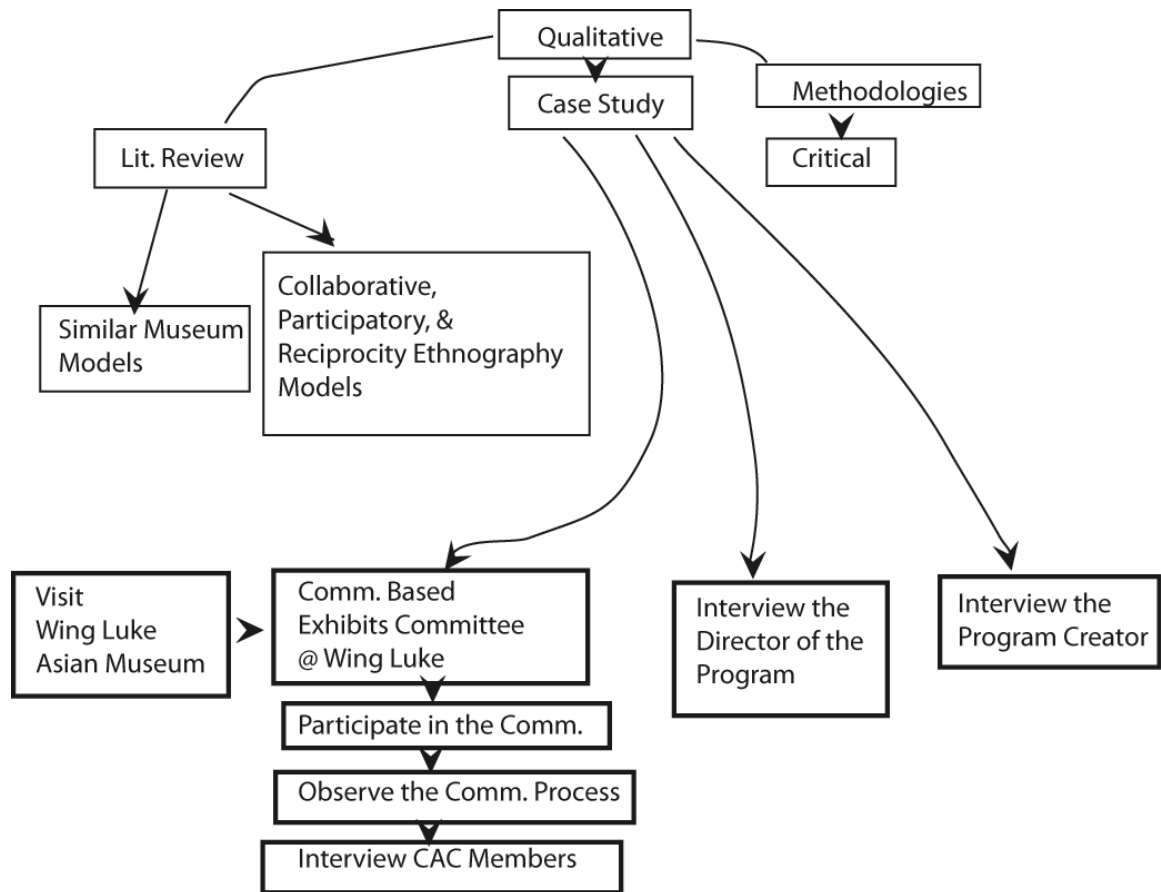 Qualitative
Case Study
Methodologies
Critical
Lit. Review
Similar Museum
Models
Collaborative,
Participatory, &
Reciprocity Ethnography
Models
Visit
Wing Luke
Asian Museum
Comm. Based
Exhibits Committee
@ Wing Luke
Interview the
Director of the
Program
Interview the
Program Creator
Participate in the Comm.
Observe the Comm. Process
Interview CAC Members